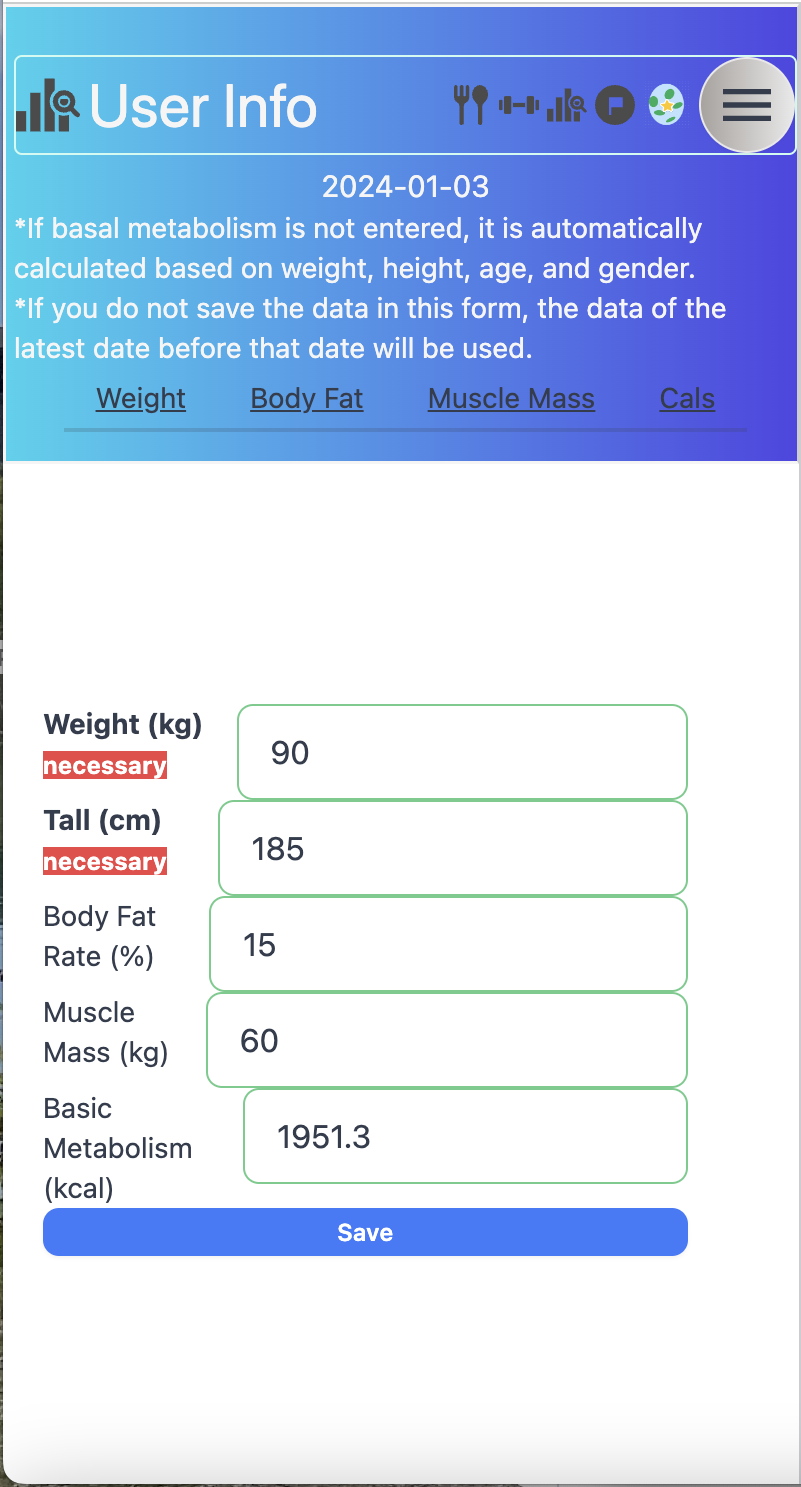 User Info
2024-01-03
*If basal metabolism is not entered, it is automatically
calculated based on weight, height, age, and gender.
*If you do not save the data in this form, the data of the
latest date before that date will be used.
Weight Body Fat Muscle Mass Cals
Weight (kg)
necessary
90
Tall (cm)
necessary
185
Body Fat
Rate (%)
15
Muscle
Mass (kg)
60
Basic
Metabolism
(kcal)
1951.3
Save